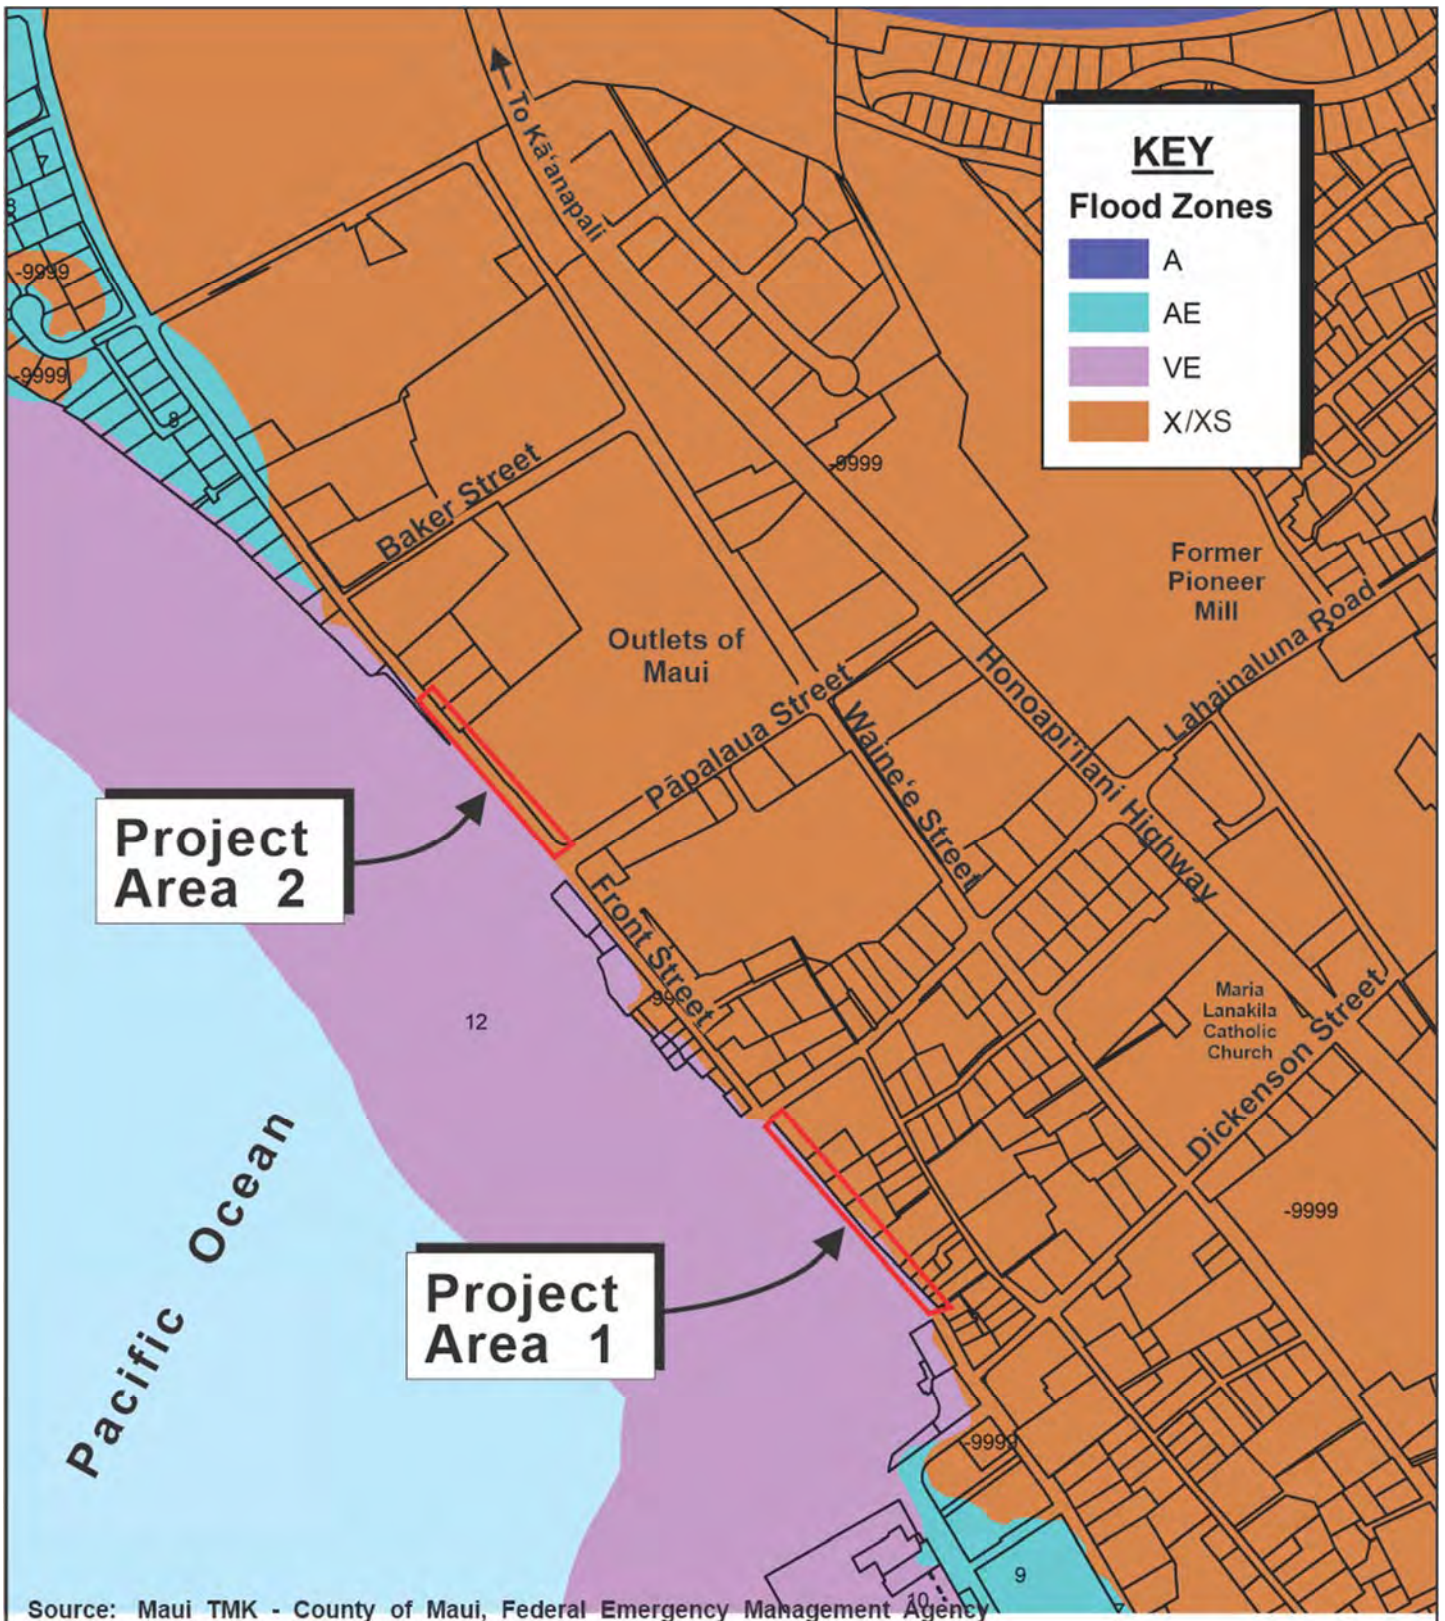 To Kā'anapali
KEY
Flood Zones
A
AE
VE
X/XS
8
-9999
-9999
8
-9999
Baker Street
Former
Pioneer
Mill
Outlets of
Maui
Lahainaluna Road
Honoapi'ilani Highway
Pāpalaua Street
Waine'e Street
Project
Area 2
Front Street
-99
12
Maria
Lanakila
Catholic
Church
Dickenson Street
-9999
Pacific Ocean
Project
Area 1
-9999
9
10
Source: Maui TMK - County of Maui, Federal Emergency Management Agency